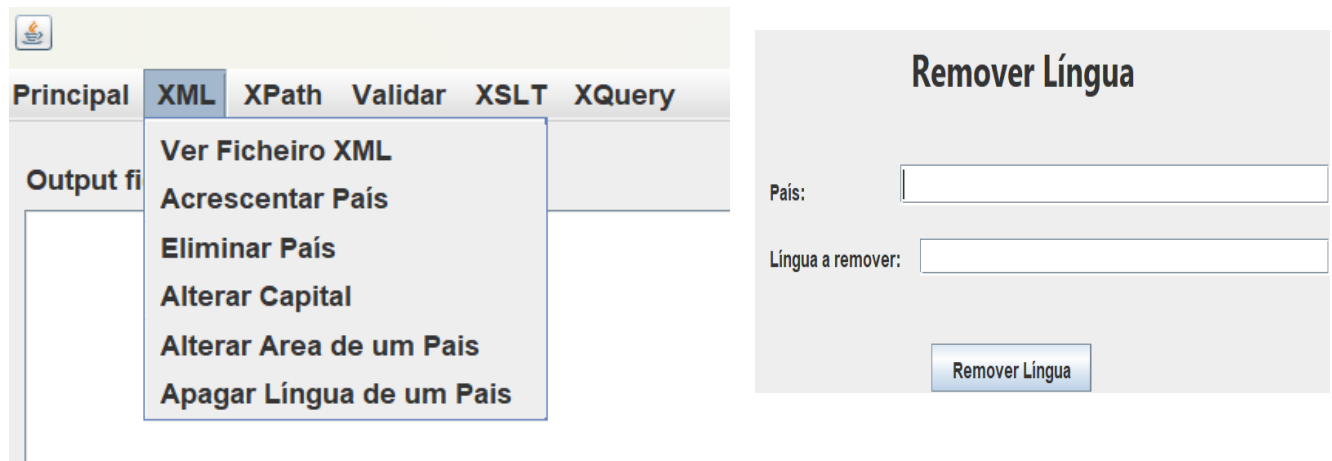 Principal XML XPath Validar XSLT XQuery
Ver Ficheiro XML
Output fi
Acrescentar País
Eliminar País
Alterar Capital
Alterar Area de um Pais
Apagar Língua de um Pais
Remover Língua
País:
Língua a remover:
Remover Língua